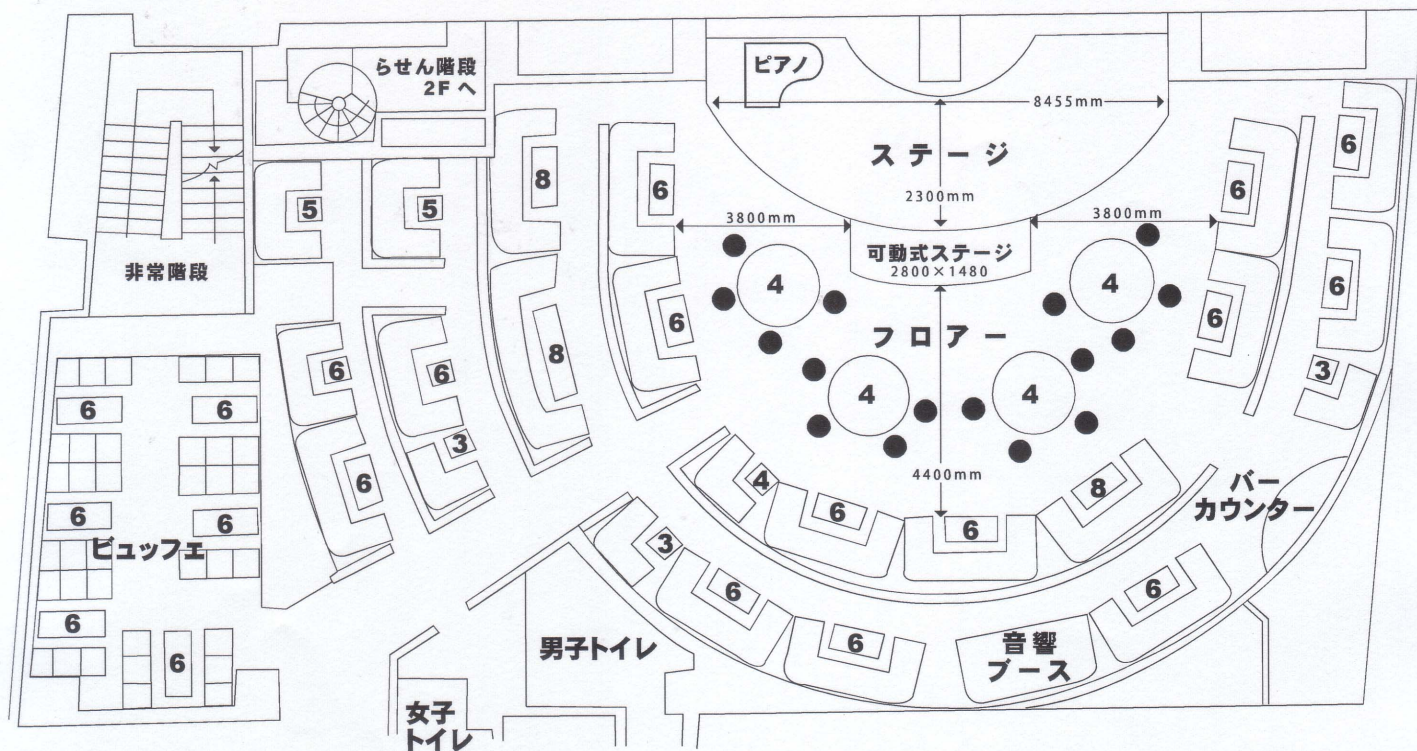 らせん階段
2Fへ
ピアノ
8455mm
ステージ
2300mm
3800mm
3800mm
可動式ステージ
2800×1480
フロアー
4400mm
非常階段
5
5
8
8
6
6
6
6
6
6
3
4
4
4
4
6
6
6
6
3
4
6
6
8
3
6
6
6
バー
カウンター
音響
ブース
男子トイレ
女子
トイレ
ビュッフェ
6
6
6
6
6
6